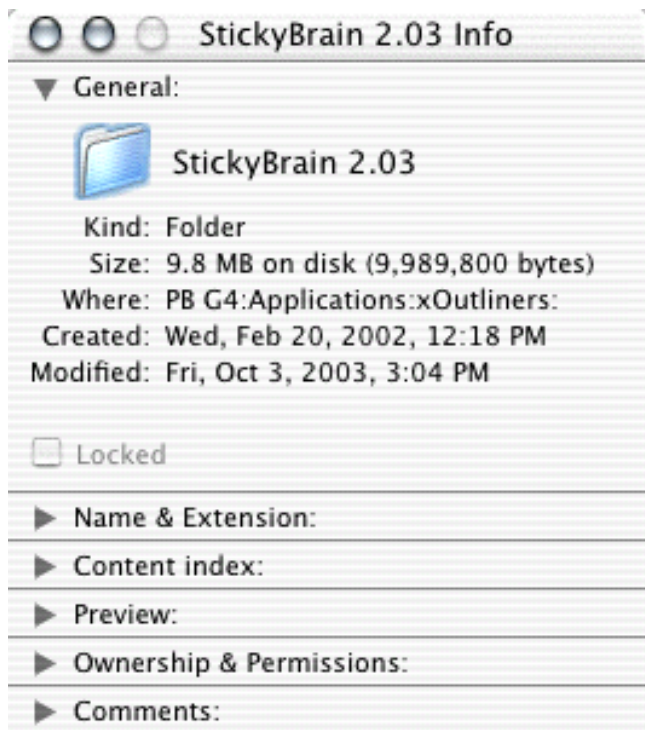 StickyBrain 2.03 Info
General:
StickyBrain 2.03
Kind: Folder
Size: 9.8 MB on disk (9,989,800 bytes)
Where: PB G4:Applications:xOutliners:
Created: Wed, Feb 20, 2002, 12:18 PM
Modified: Fri, Oct 3, 2003, 3:04 PM
Locked
Name & Extension:
Content index:
Preview:
Ownership & Permissions:
Comments: